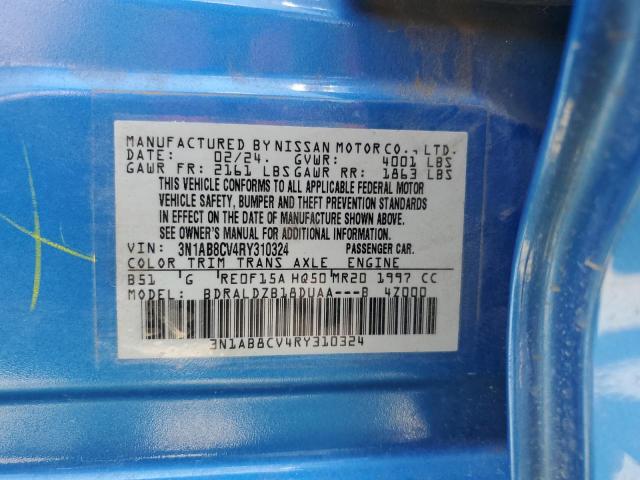 MANUFACTURED BY NISSAN MOTOR CO., LTD.
DATE: 02/24. GVWR: 4001 LBS
GAWR FR: 2161 LBS GAWR RR: 1863 LBS
THIS VEHICLE CONFORMS TO ALL APPLICABLE FEDERAL MOTOR
VEHICLE SAFETY, BUMPER AND THEFT PREVENTION STANDARDS
IN EFFECT ON THE DATE OF MANUFACTURE SHOWN ABOVE.
SEE OWNER'S MANUAL FOR ADDITIONAL INFORMATION
VIN: 3N1AB8CV4RY310324 PASSENGER CAR.
COLOR TRIM TRANS AXLE ENGINE
B51 G RE0F15A HQ50 MR20 1997 CC
MODEL: BDRALDZB18DUAA---B 4Z000
3N1AB8CV4RY310324